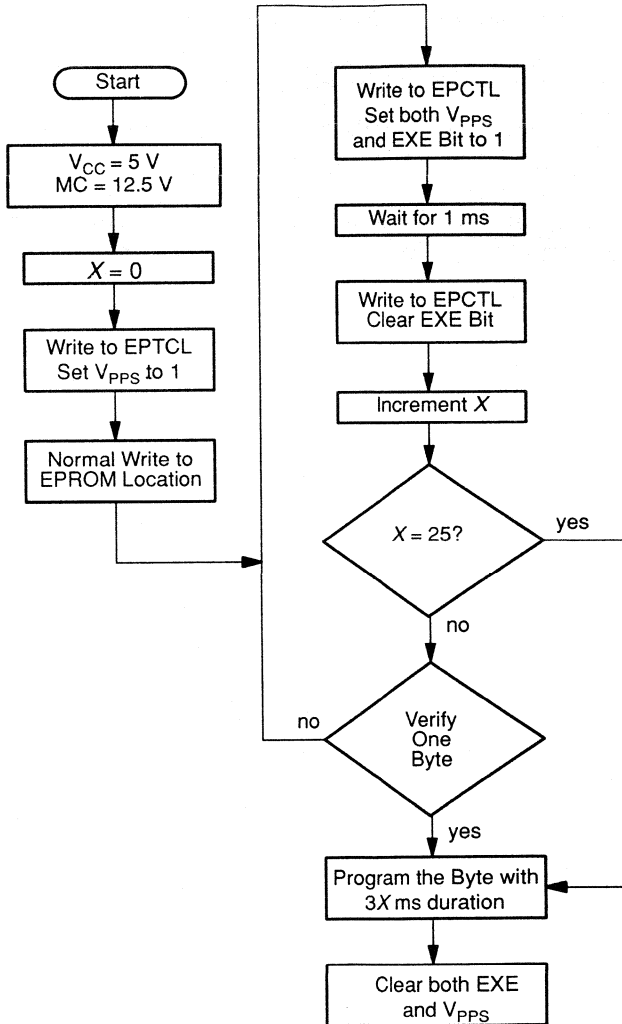 Start
V_CC = 5 V
MC = 12.5 V
X = 0
Write to EPTCL
Set V_PPS to 1
Normal Write to
EPROM Location
Write to EPCTL
Set both V_PPS
and EXE Bit to 1
Wait for 1 ms
Write to EPCTL
Clear EXE Bit
Increment X
X = 25?
yes
no
Verify
One
Byte
no
yes
Program the Byte with
3X ms duration
Clear both EXE
and V_PPS